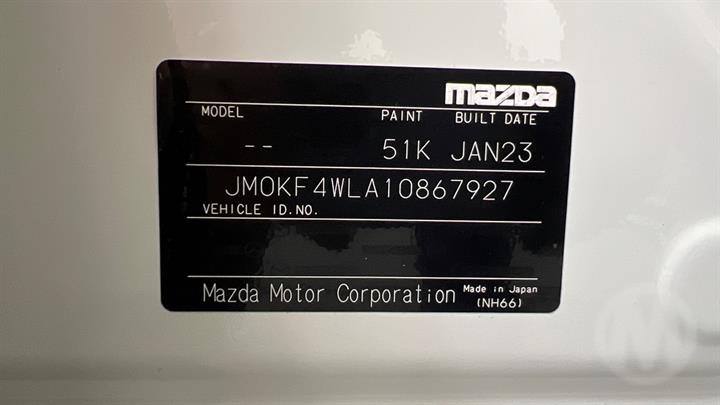 mazDa
MODEL PAINT BUILT DATE
-- 51K JAN23
JM0KF4WLA10867927
VEHICLE ID.NO.
Mazda Motor Corporation Made in Japan
(NH66)
M